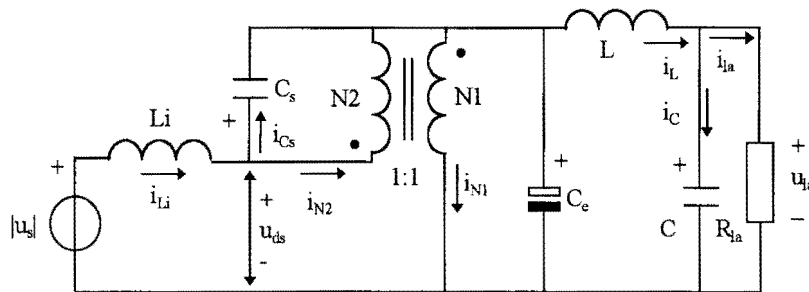 L
i_L
i_la
C_s
N2
N1
+
i_Cs
Li
1:1
i_C
+
i_Li
i_N2
i_N1
+
+
+
|u_s|
+
u_ds
-
C_e
C
R_la
u_la
-